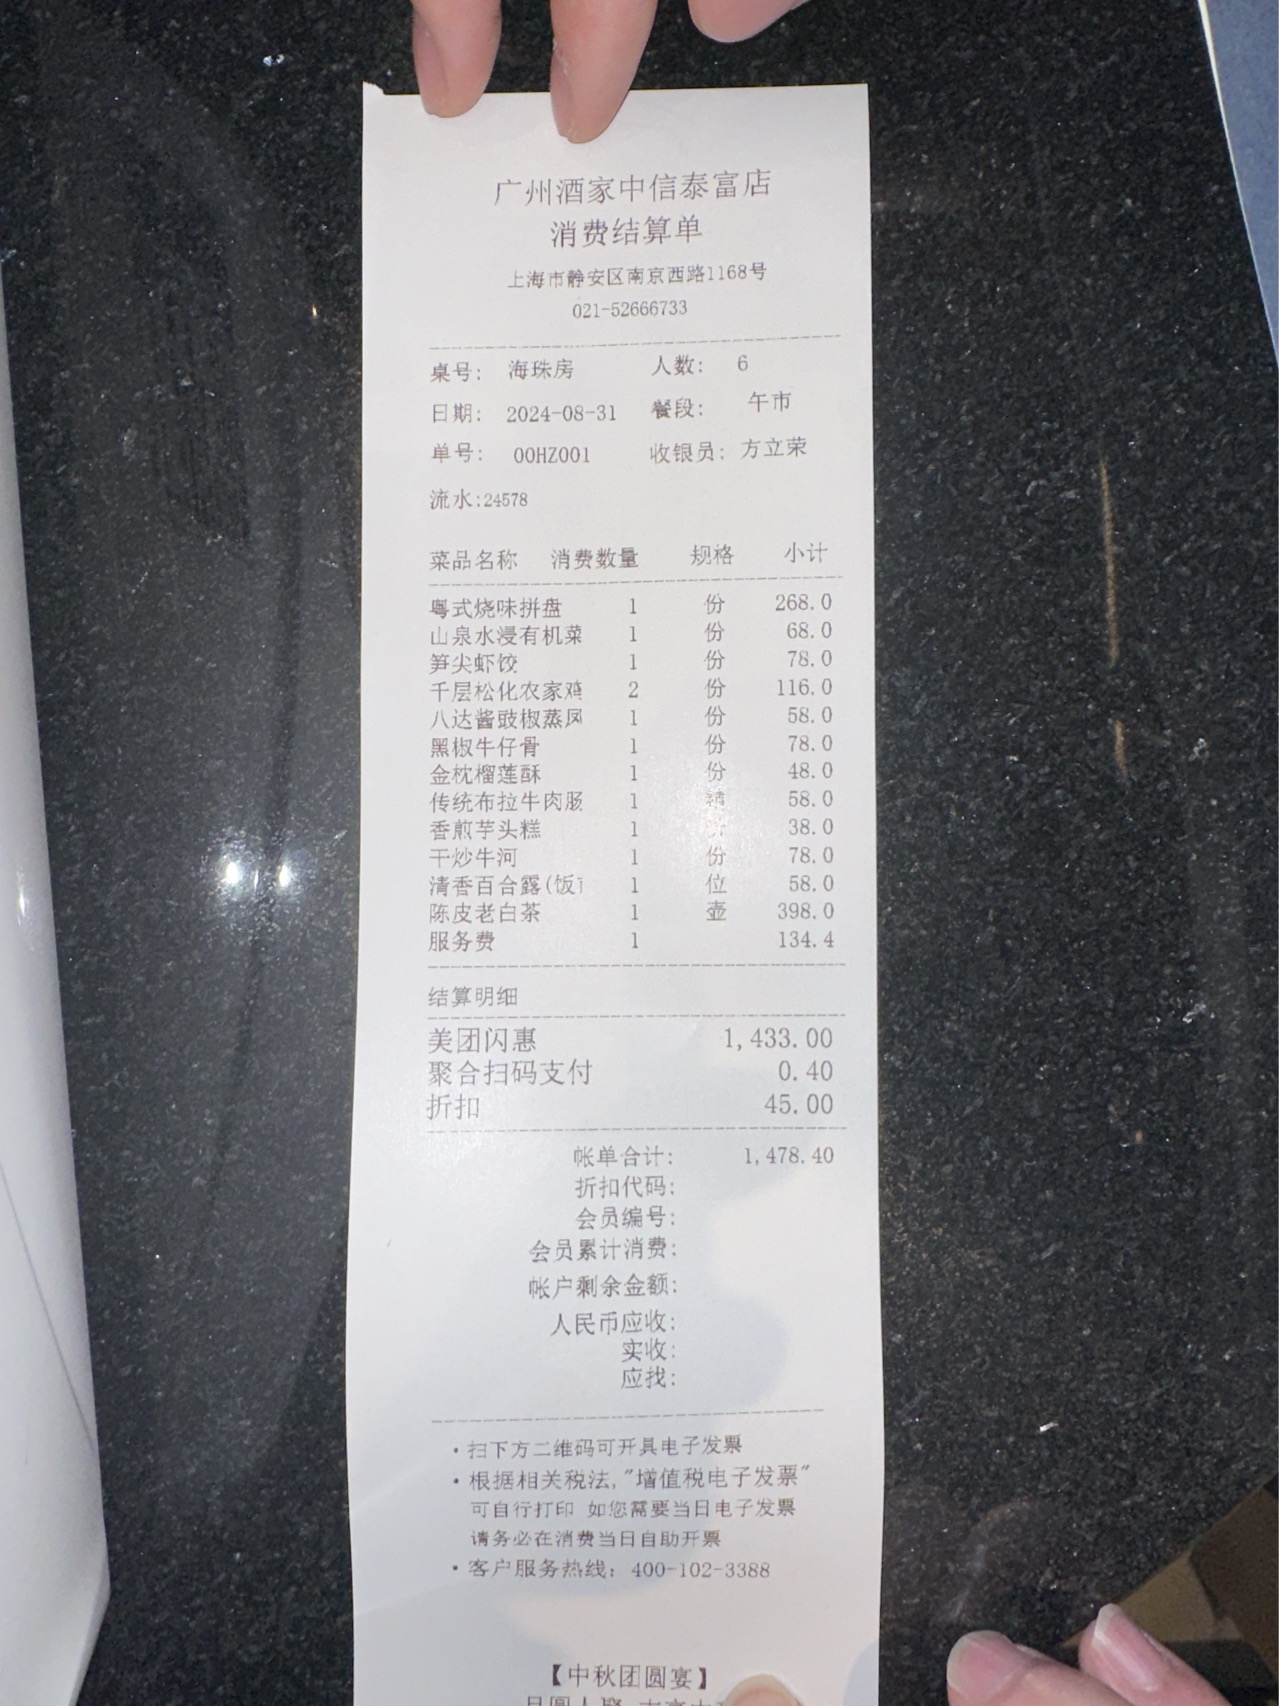 广州酒家中信泰富店
消费结算单
上海市静安区南京西路1168号
021-52666733
桌号: 海珠房 人数: 6
日期: 2024-08-31 餐段: 午市
单号: 00HZ001 收银员: 方立荣
流水:24578
菜品名称 消费数量 规格 小计
粤式烧味拼盘 1 份 268.0
山泉水浸有机菜 1 份 68.0
笋尖虾饺 1 份 78.0
千层松化农家鸡 2 份 116.0
八达酱豉椒蒸凤 1 份 58.0
黑椒牛仔骨 1 份 78.0
金枕榴莲酥 1 份 48.0
传统布拉牛肉肠 1 58.0
香煎芋头糕 1 38.0
干炒牛河 1 份 78.0
清香百合露(饭 1 位 58.0
陈皮老白茶 1 壶 398.0
服务费 1 134.4
结算明细
美团闪惠 1,433.00
聚合扫码支付 0.40
折扣 45.00
帐单合计: 1,478.40
折扣代码:
会员编号:
会员累计消费:
帐户剩余金额:
人民币应收:
实收:
应找:
·扫下方二维码可开具电子发票
·根据相关税法,"增值税电子发票"
可自行打印 如您需要当日电子发票
请务必在消费当日自助开票
·客户服务热线: 400-102-3388
【中秋团圆宴】